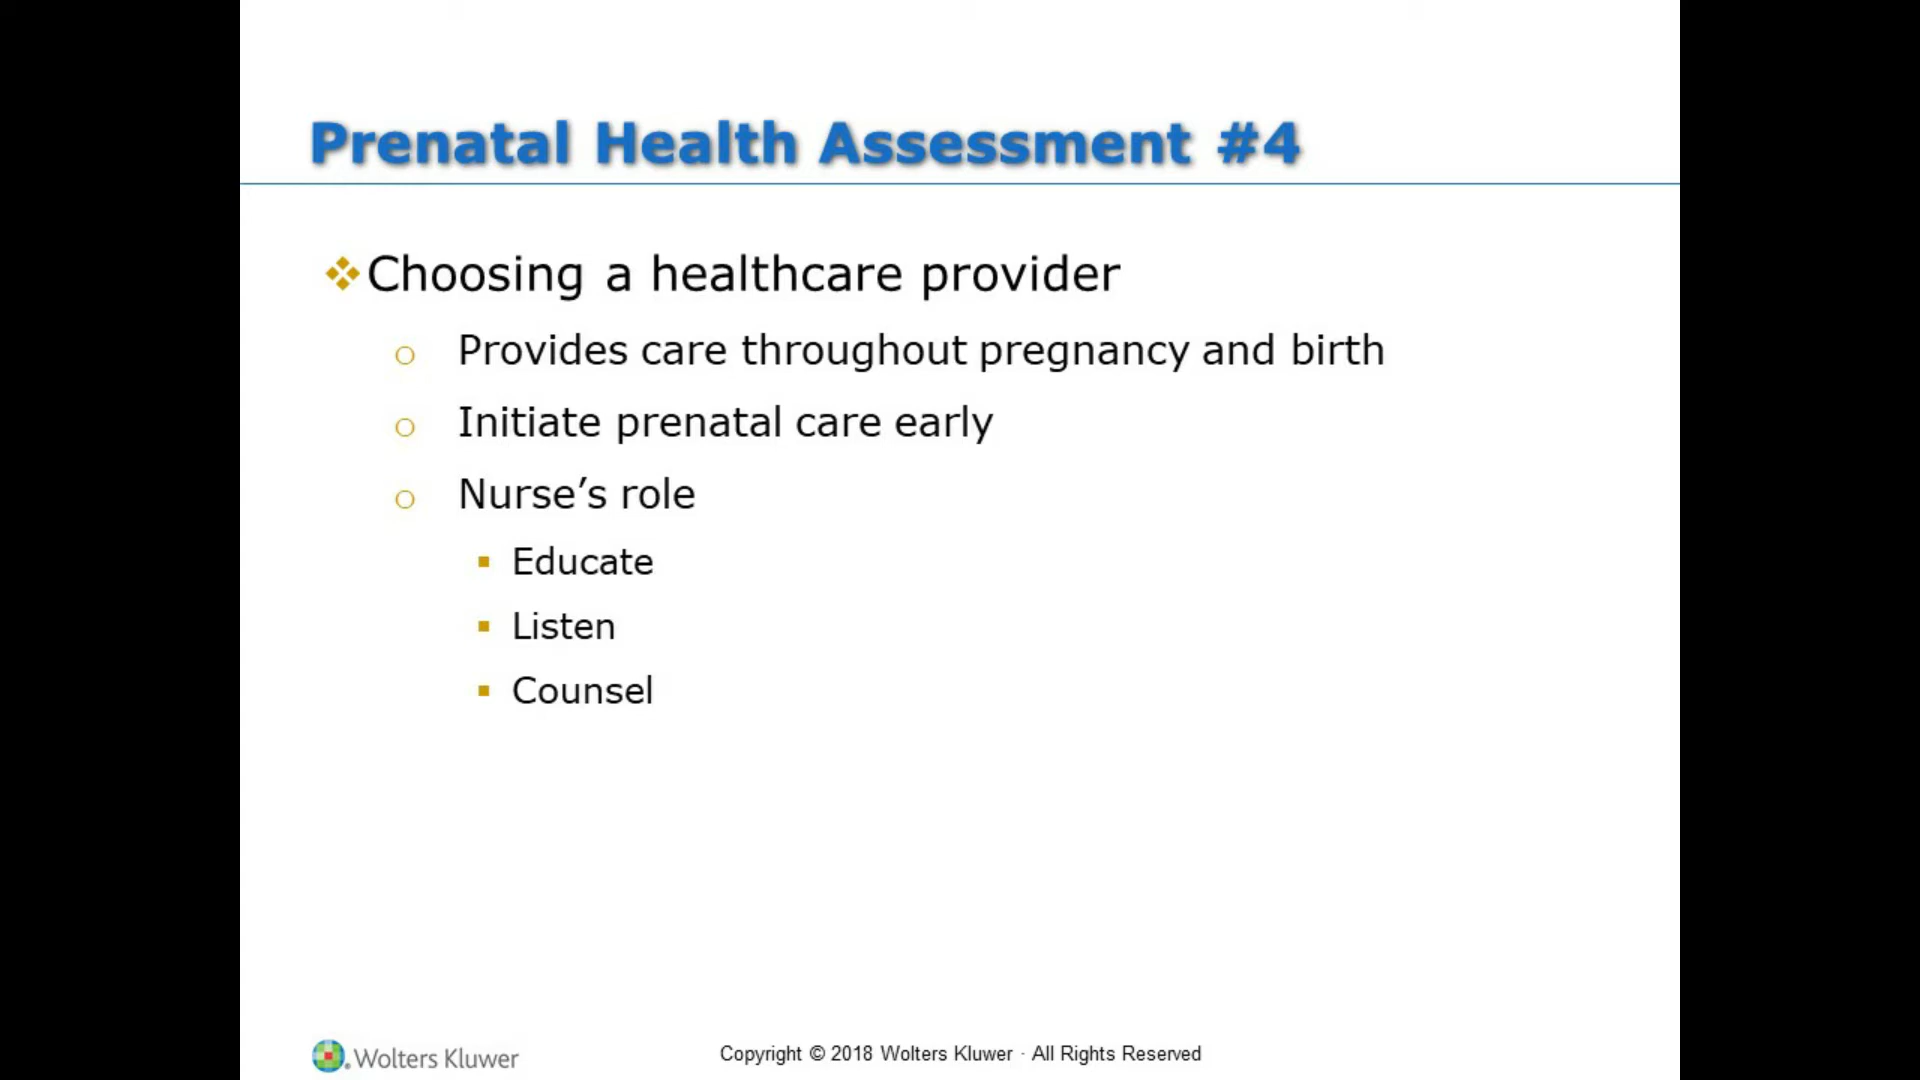 Prenatal Health Assessment #4
Choosing a healthcare provider
Provides care throughout pregnancy and birth
Initiate prenatal care early
Nurse’s role
Educate
Listen
Counsel
Wolters Kluwer
Copyright © 2018 Wolters Kluwer · All Rights Reserved